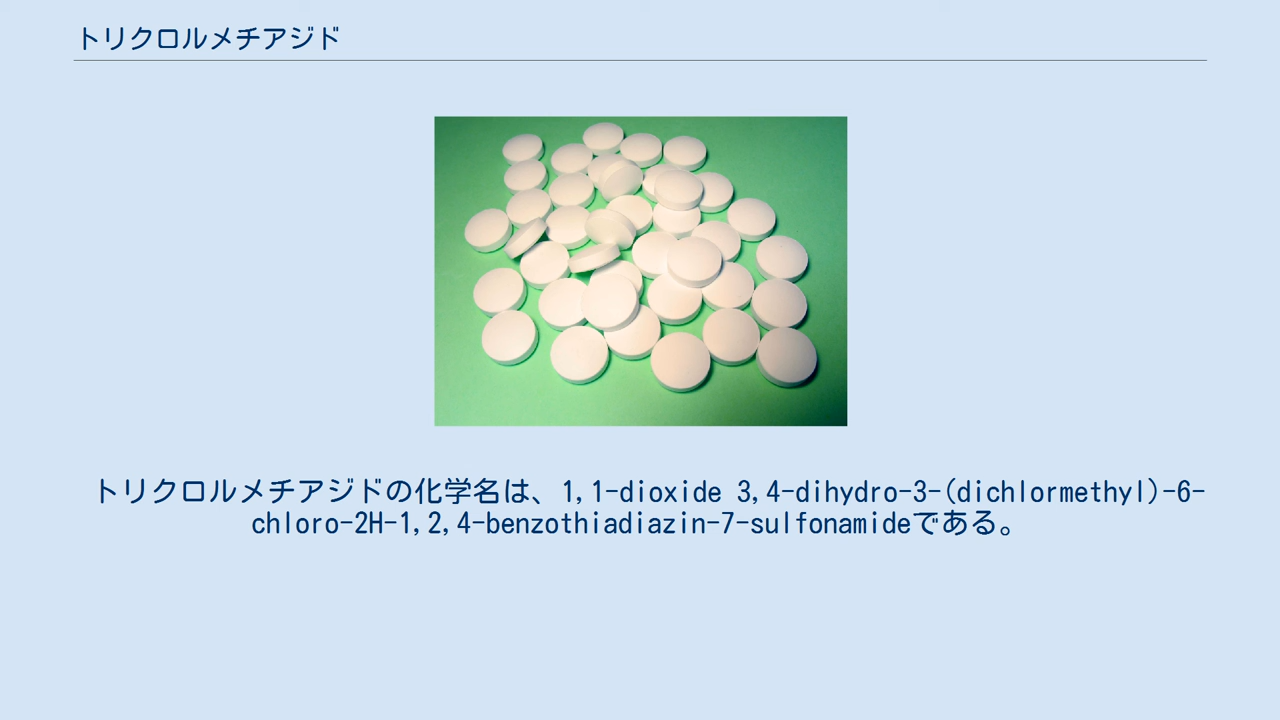 トリクロルメチアジド
トリクロルメチアジドの化学名は、1,1-dioxide 3,4-dihydro-3-(dichlormethyl)-6-
chloro-2H-1,2,4-benzothiadiazin-7-sulfonamideである。